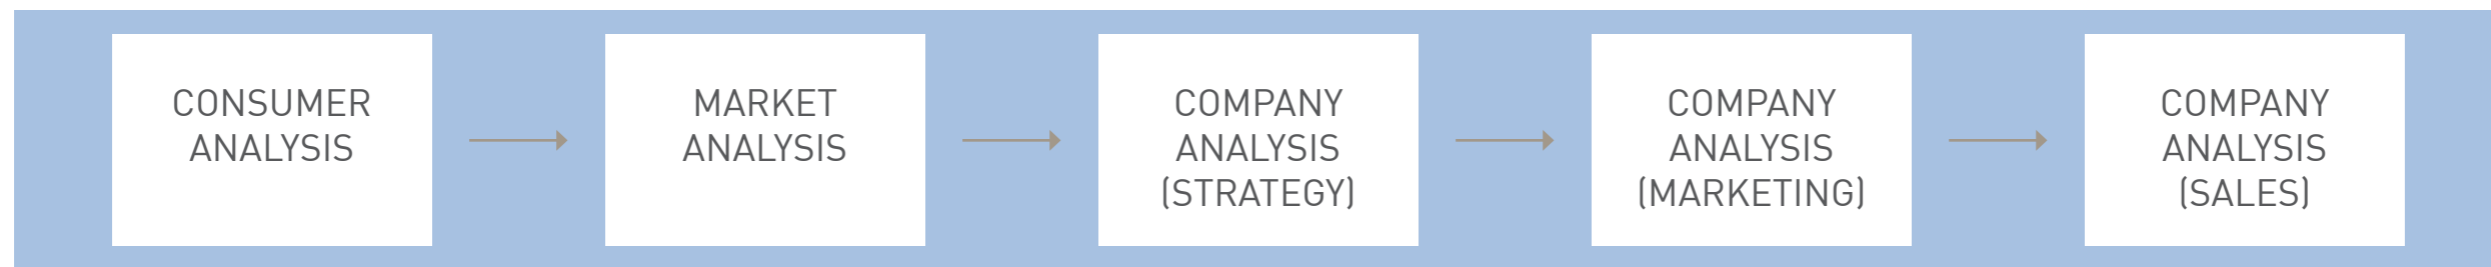 CONSUMER
ANALYSIS
MARKET
ANALYSIS
COMPANY
ANALYSIS
(STRATEGY)
COMPANY
ANALYSIS
(MARKETING)
COMPANY
ANALYSIS
(SALES)